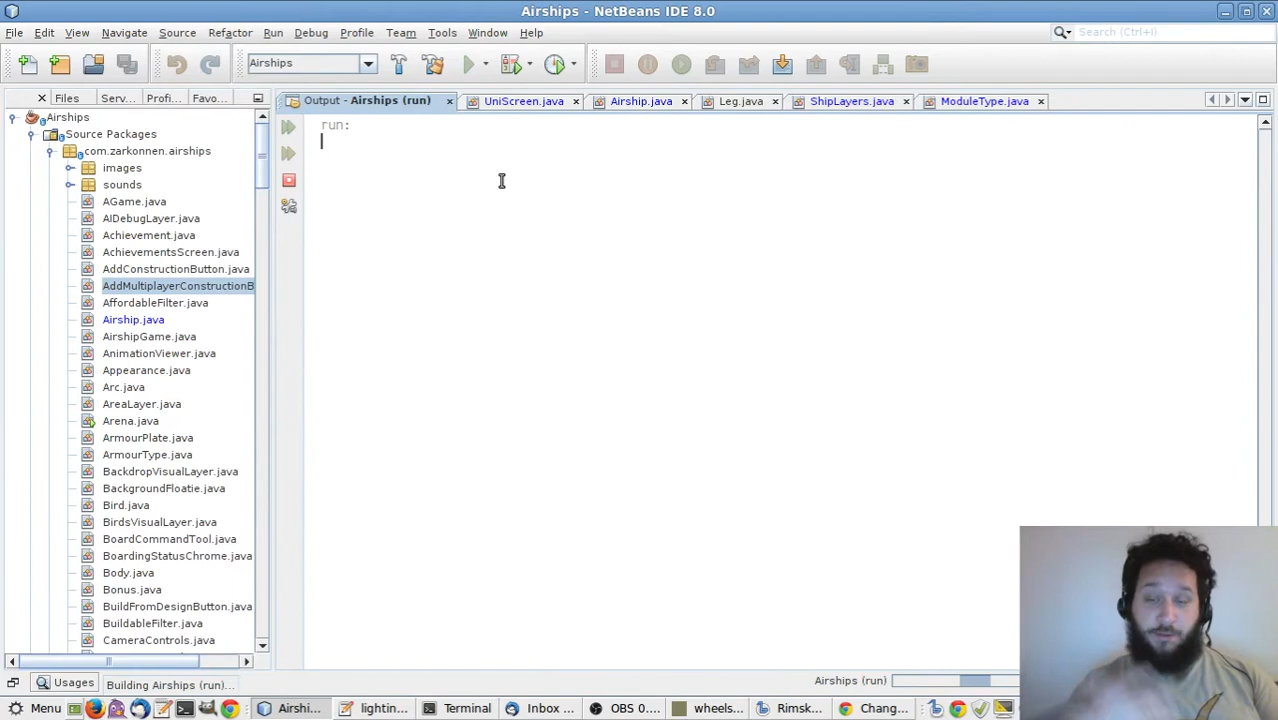 Airships - NetBeans IDE 8.0
File Edit View Navigate Source Refactor Run Debug Profile Team Tools Window Help
Search (Ctrl+I)
Airships
Files Serv... Profi... Favo...
Output - Airships (run) UniScreen.java Airship.java Leg.java ShipLayers.java ModuleType.java
run:
Airships
Source Packages
com.zarkonnen.airships
images
sounds
AGame.java
AIDebugLayer.java
Achievement.java
AchievementsScreen.java
AddConstructionButton.java
AddMultiplayerConstructionB
AffordableFilter.java
Airship.java
AirshipGame.java
AnimationViewer.java
Appearance.java
Arc.java
AreaLayer.java
Arena.java
ArmourPlate.java
ArmourType.java
BackdropVisualLayer.java
BackgroundFloatie.java
Bird.java
BirdsVisualLayer.java
BoardCommandTool.java
BoardingStatusChrome.java
Body.java
Bonus.java
BuildFromDesignButton.java
BuildableFilter.java
CameraControls.java
Usages Building Airships (run)... Airships (run)
Menu Airshi... lightin... Terminal Inbox ... OBS 0.... wheels... Rimsk... Chang...